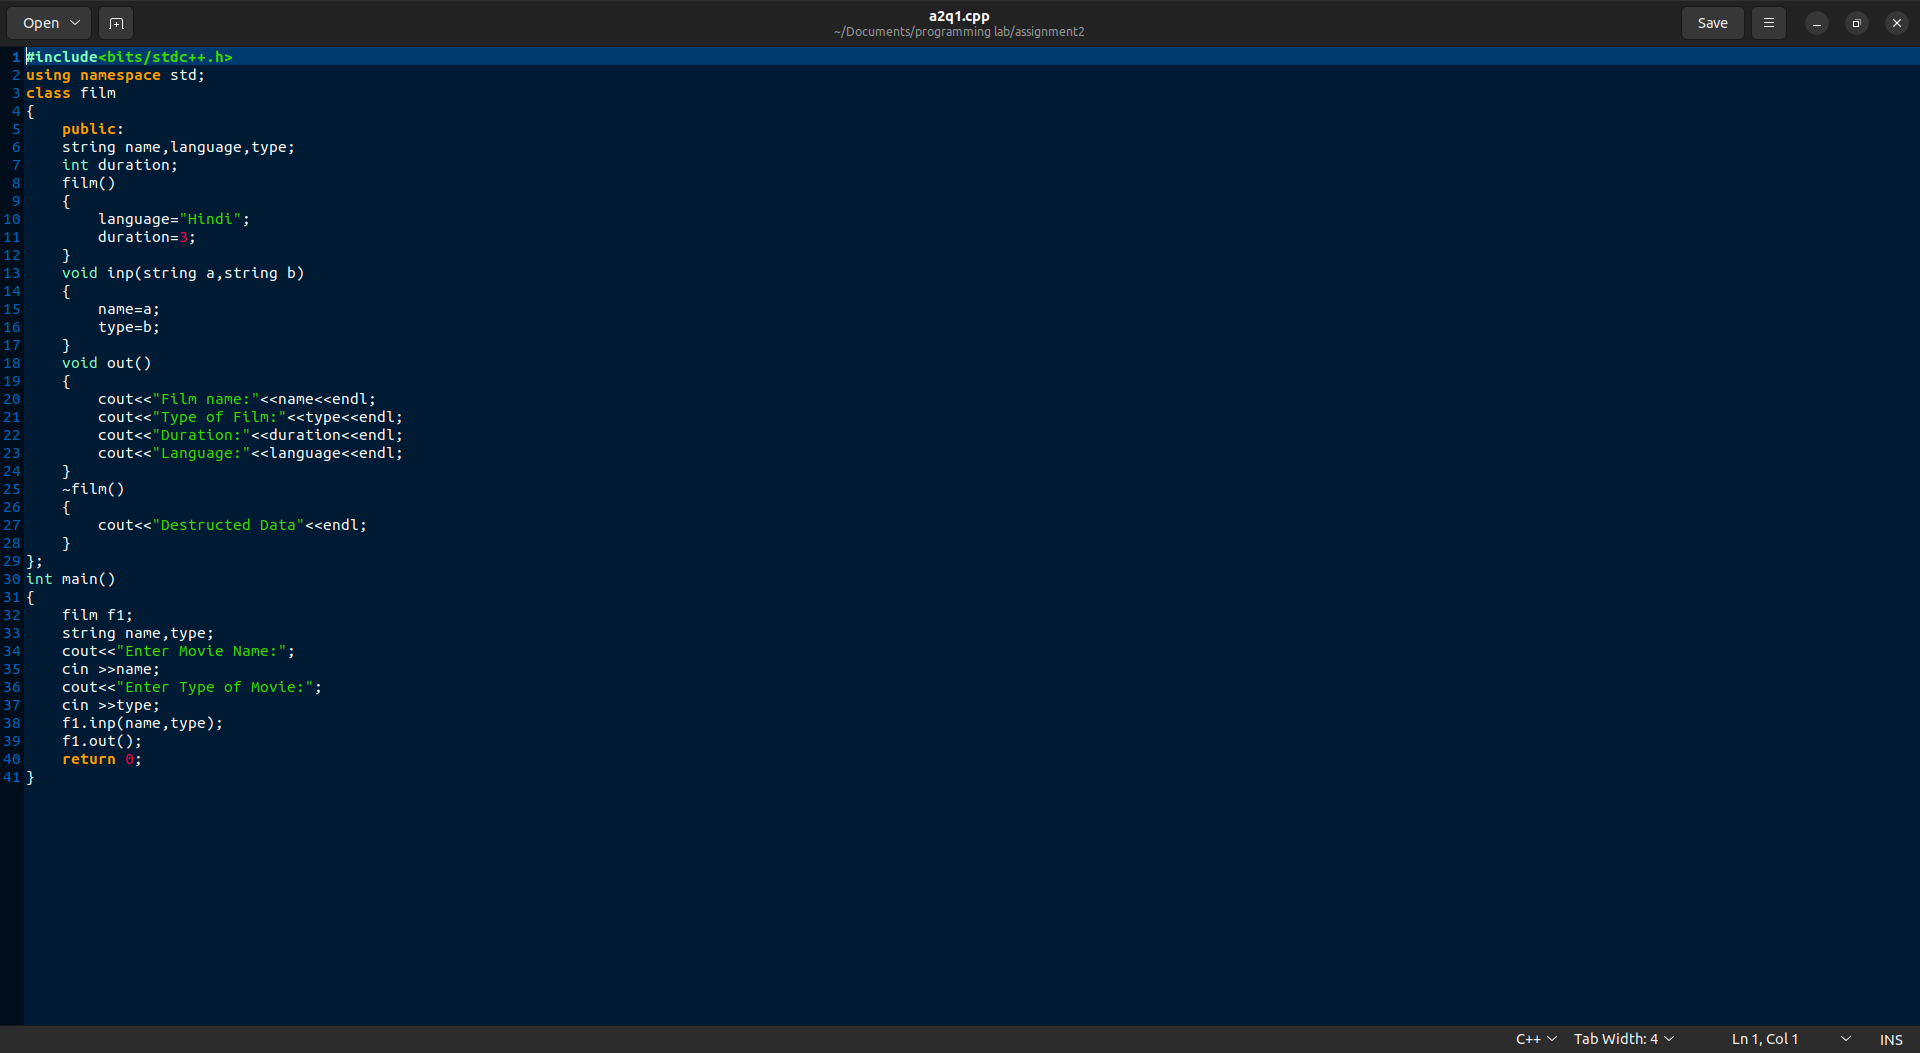 Open
a2q1.cpp
~/Documents/programming lab/assignment2
Save
1 #include<bits/stdc++.h>
2 using namespace std;
3 class film
4 {
5     public:
6     string name,language,type;
7     int duration;
8     film()
9     {
10         language="Hindi";
11         duration=3;
12     }
13     void inp(string a,string b)
14     {
15         name=a;
16         type=b;
17     }
18     void out()
19     {
20         cout<<"Film name:"<<name<<endl;
21         cout<<"Type of Film:"<<type<<endl;
22         cout<<"Duration:"<<duration<<endl;
23         cout<<"Language:"<<language<<endl;
24     }
25     ~film()
26     {
27         cout<<"Destructed Data"<<endl;
28     }
29 };
30 int main()
31 {
32     film f1;
33     string name,type;
34     cout<<"Enter Movie Name:";
35     cin >>name;
36     cout<<"Enter Type of Movie:";
37     cin >>type;
38     f1.inp(name,type);
39     f1.out();
40     return 0;
41 }
C++ Tab Width: 4 Ln 1, Col 1 INS